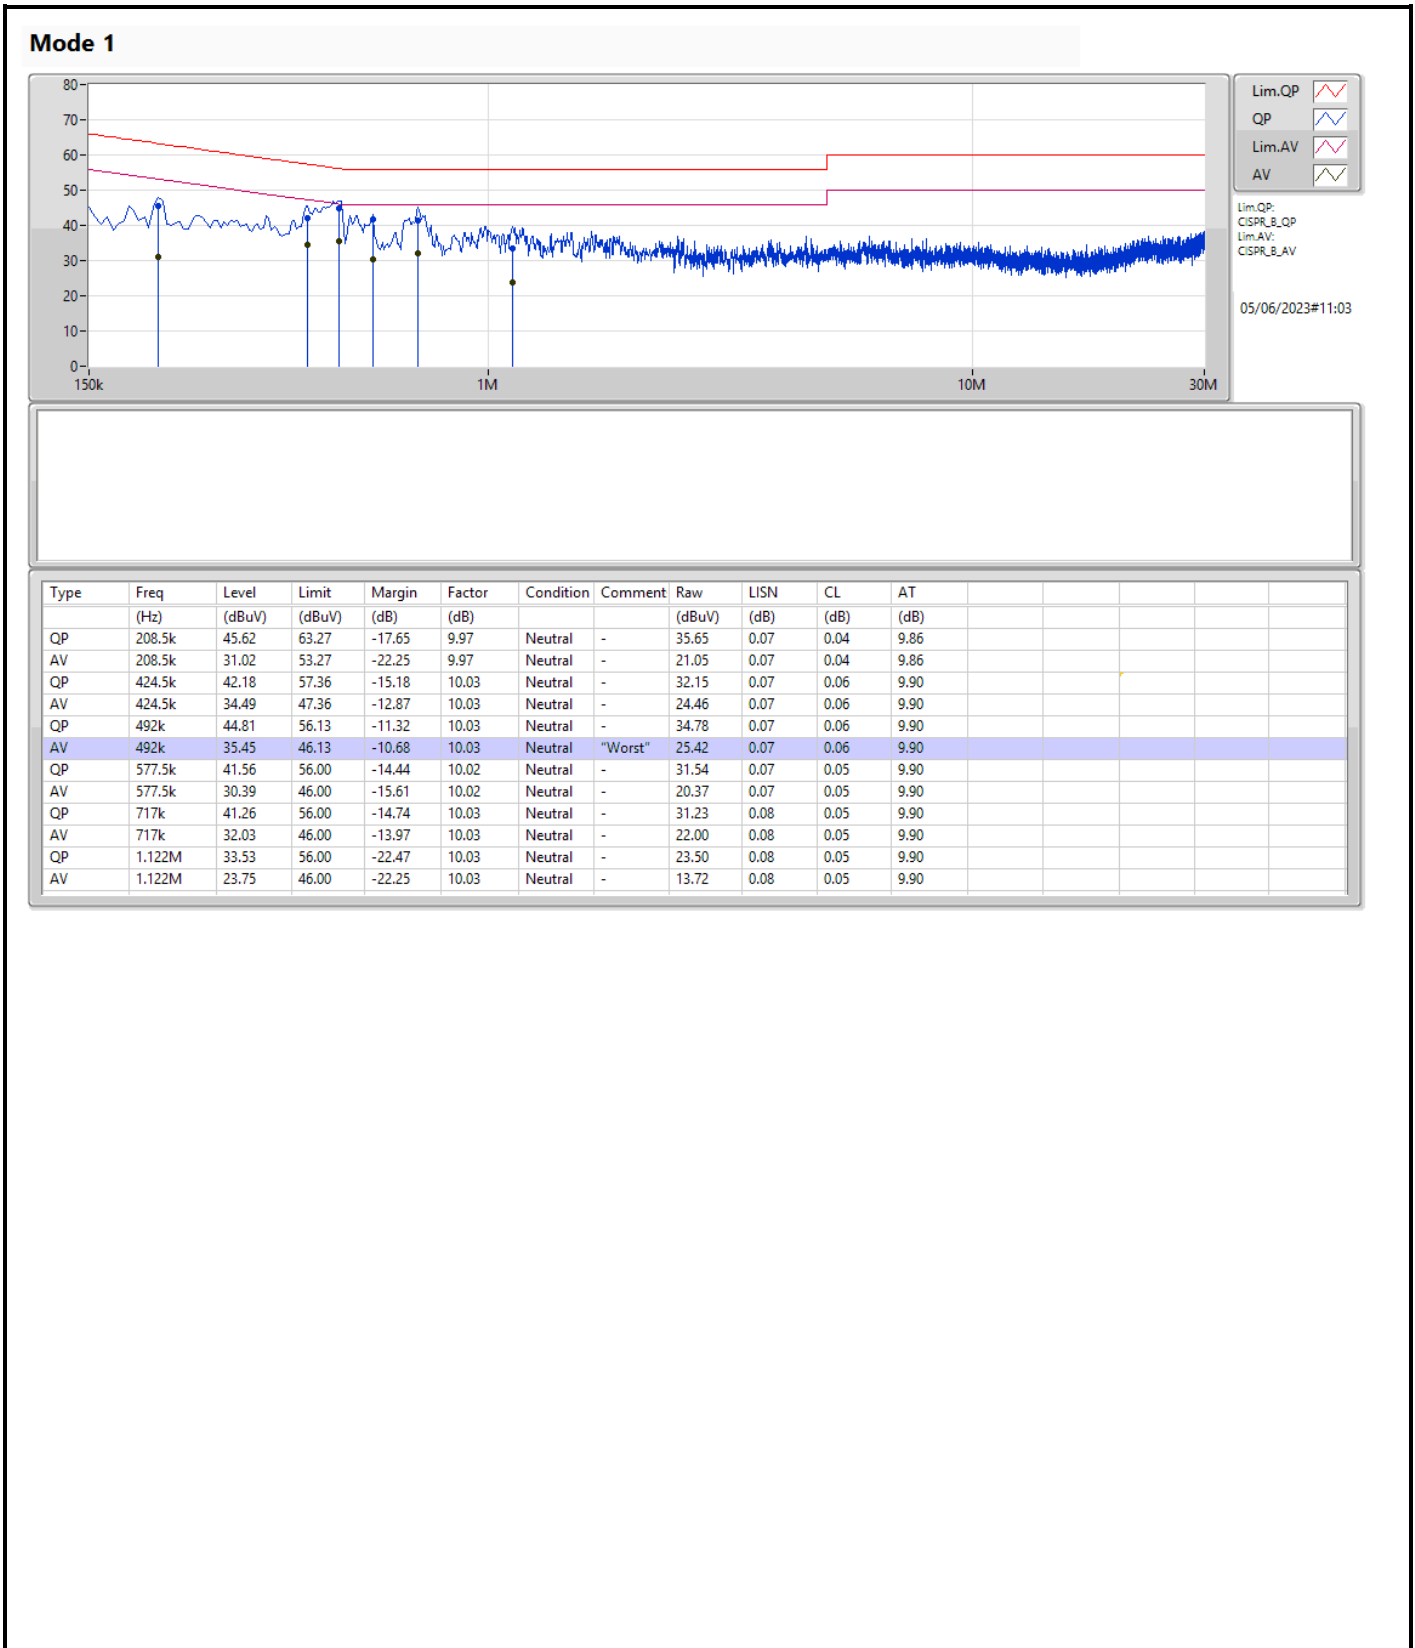 Mode 1
80
70
60
50
40
30
20
10
0
150k 1M 10M 30M
Lim.QP
QP
Lim.AV
AV
Lim.QP:
CISPR_B_QP
Lim.AV:
CISPR_B_AV
05/06/2023#11:03
Type Freq Level Limit Margin Factor Condition Comment Raw LISN CL AT
(Hz) (dBuV) (dBuV) (dB) (dB) (dBuV) (dB) (dB) (dB)
QP 208.5k 45.62 63.27 -17.65 9.97 Neutral - 35.65 0.07 0.04 9.86
AV 208.5k 31.02 53.27 -22.25 9.97 Neutral - 21.05 0.07 0.04 9.86
QP 424.5k 42.18 57.36 -15.18 10.03 Neutral - 32.15 0.07 0.06 9.90
AV 424.5k 34.49 47.36 -12.87 10.03 Neutral - 24.46 0.07 0.06 9.90
QP 492k 44.81 56.13 -11.32 10.03 Neutral - 34.78 0.07 0.06 9.90
AV 492k 35.45 46.13 -10.68 10.03 Neutral "Worst" 25.42 0.07 0.06 9.90
QP 577.5k 41.56 56.00 -14.44 10.02 Neutral - 31.54 0.07 0.05 9.90
AV 577.5k 30.39 46.00 -15.61 10.02 Neutral - 20.37 0.07 0.05 9.90
QP 717k 41.26 56.00 -14.74 10.03 Neutral - 31.23 0.08 0.05 9.90
AV 717k 32.03 46.00 -13.97 10.03 Neutral - 22.00 0.08 0.05 9.90
QP 1.122M 33.53 56.00 -22.47 10.03 Neutral - 23.50 0.08 0.05 9.90
AV 1.122M 23.75 46.00 -22.25 10.03 Neutral - 13.72 0.08 0.05 9.90